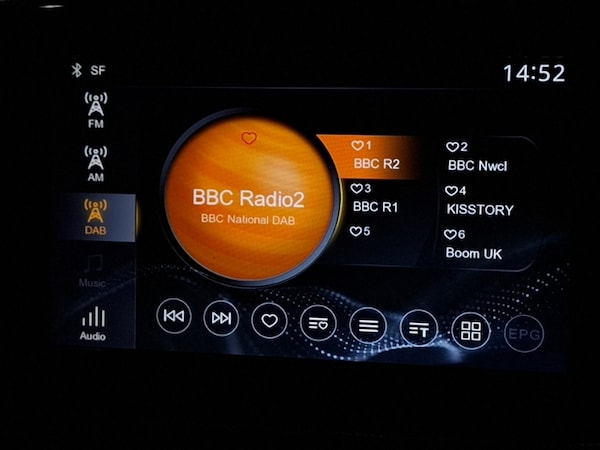 SF
14:52
FM
AM
DAB
Music
Audio
BBC Radio2
BBC National DAB
1
BBC R2
2
BBC Nwcl
3
BBC R1
4
KISSTORY
5
6
Boom UK
EPG